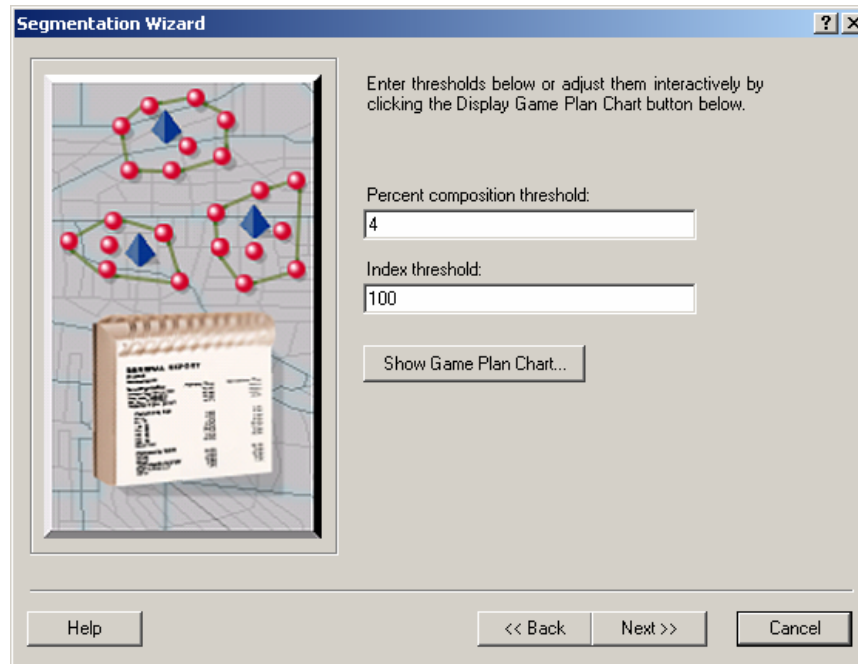 Segmentation Wizard
Enter thresholds below or adjust them interactively by
clicking the Display Game Plan Chart button below.
Percent composition threshold:
4
Index threshold:
100
Show Game Plan Chart...
Help
<< Back
Next >>
Cancel